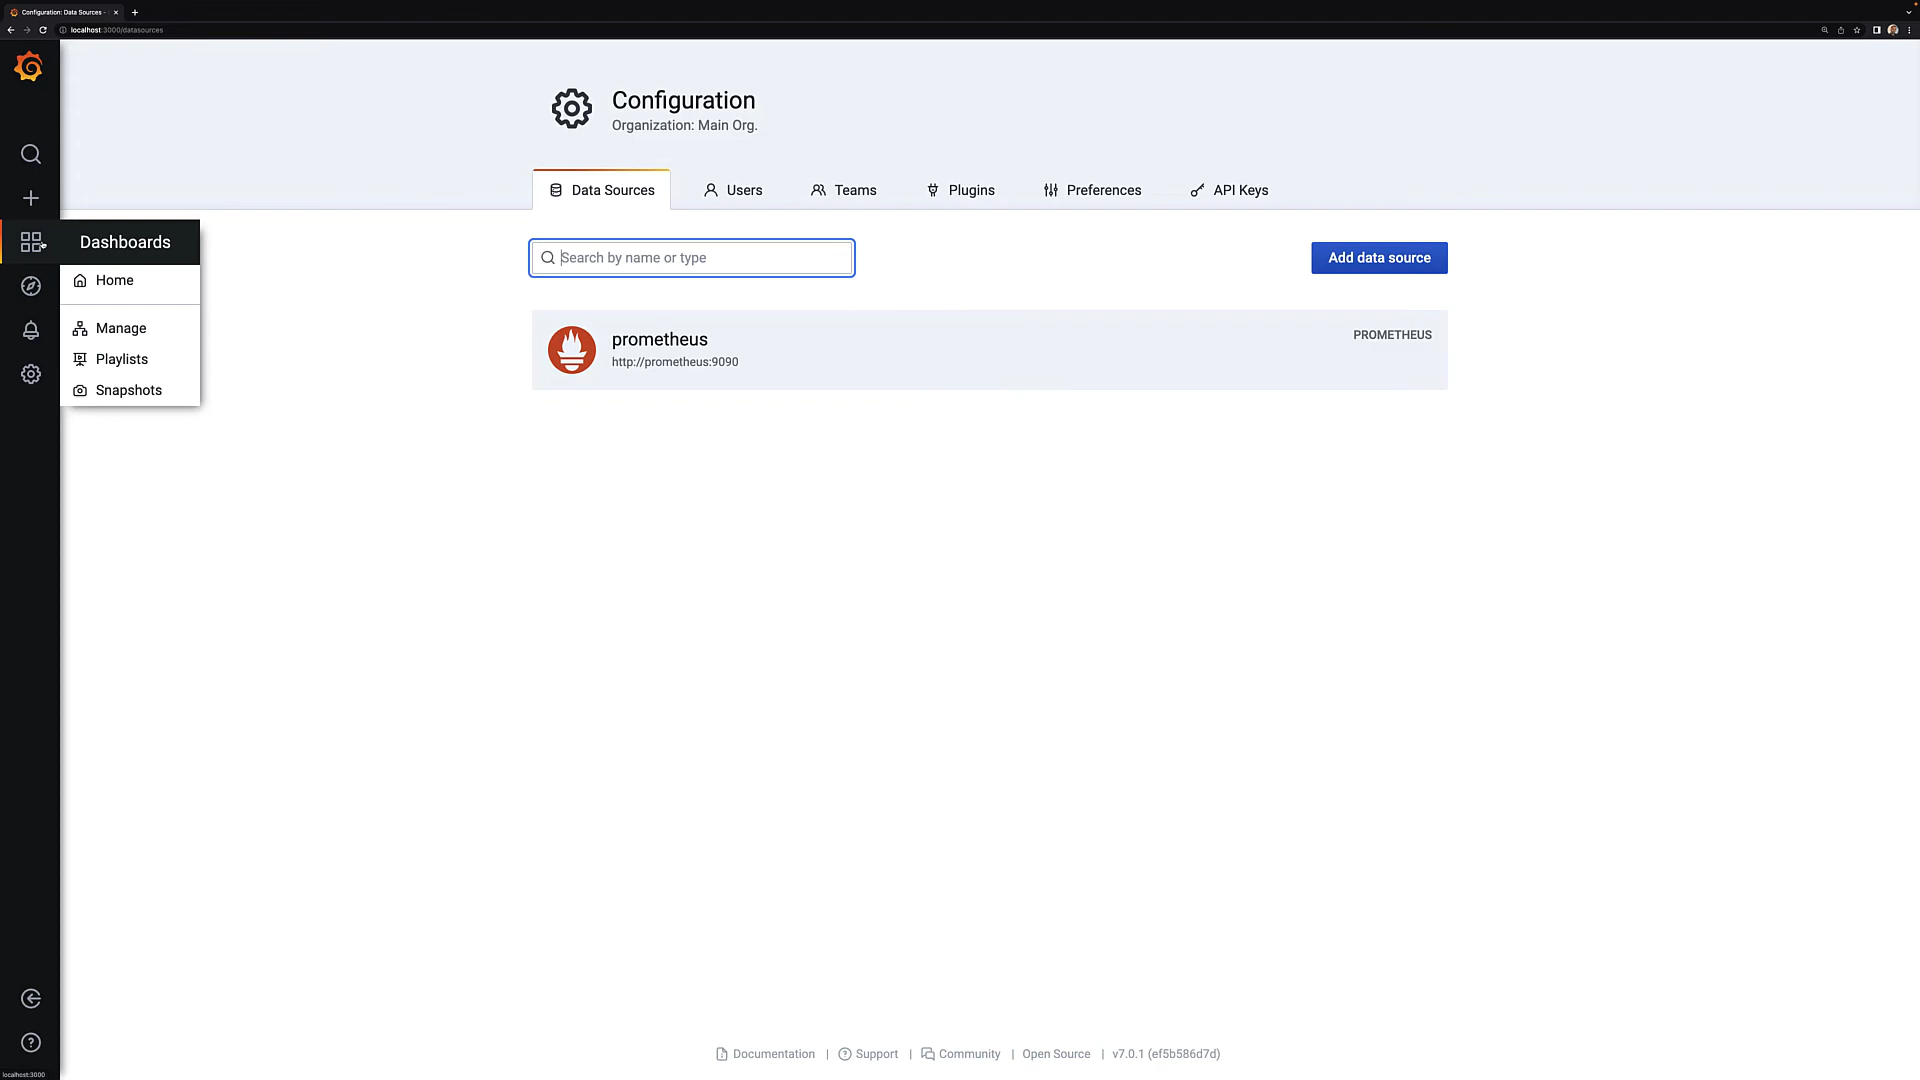 Configuration: Data Sources -
localhost:3000/datasources
Configuration
Organization: Main Org.
Data Sources
Users
Teams
Plugins
Preferences
API Keys
Dashboards
Home
Manage
Playlists
Snapshots
Search by name or type
Add data source
prometheus
http://prometheus:9090
PROMETHEUS
Documentation | Support | Community | Open Source | v7.0.1 (ef5b586d7d)
localhost:3000